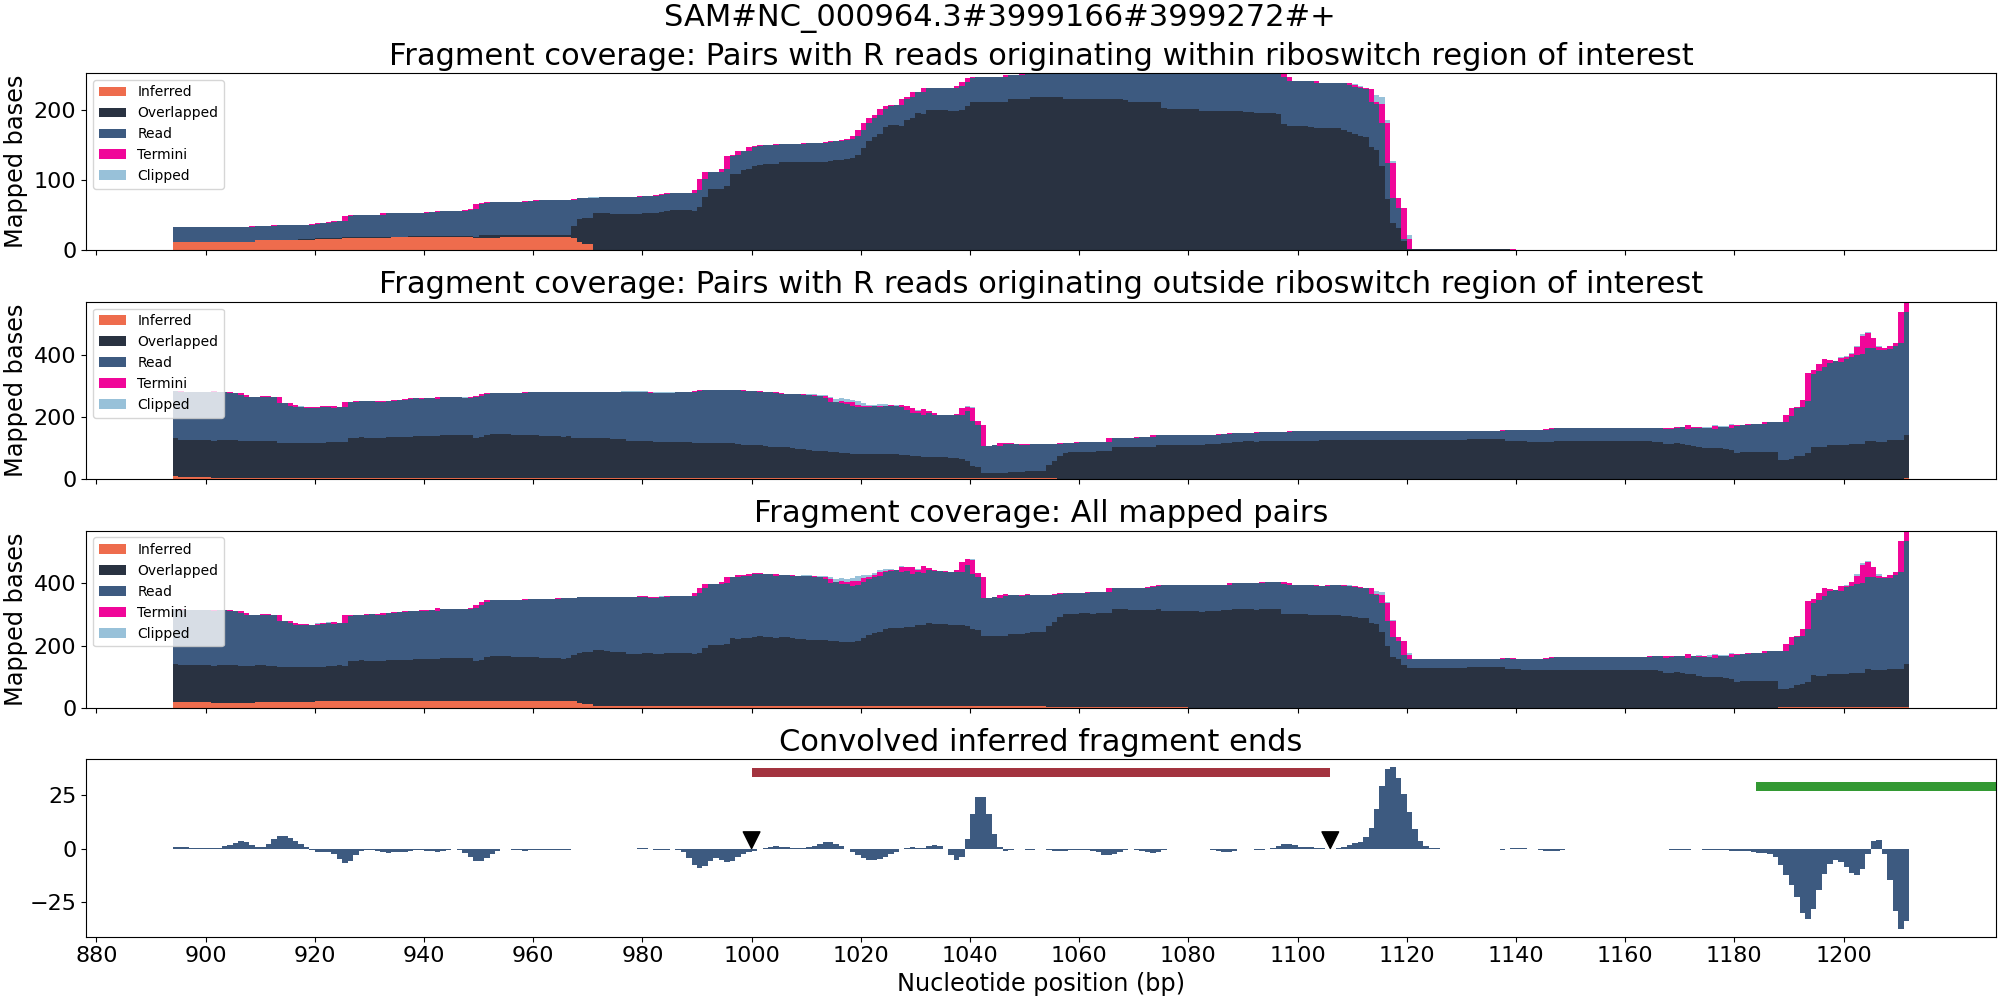 SAM#NC_000964.3#3999166#3999272#+
Fragment coverage: Pairs with R reads originating within riboswitch region of interest
Mapped bases
200
100
0
Inferred
Overlapped
Read
Termini
Clipped
Fragment coverage: Pairs with R reads originating outside riboswitch region of interest
Mapped bases
400
200
0
Inferred
Overlapped
Read
Termini
Clipped
Fragment coverage: All mapped pairs
Mapped bases
400
200
0
Inferred
Overlapped
Read
Termini
Clipped
Convolved inferred fragment ends
25
0
−25
880 900 920 940 960 980 1000 1020 1040 1060 1080 1100 1120 1140 1160 1180 1200
Nucleotide position (bp)